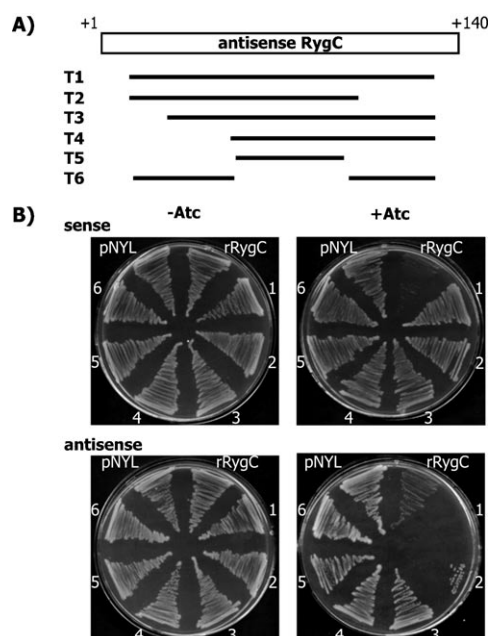 A)
+1 +140
antisense RygC
T1
T2
T3
T4
T5
T6
B)
-Atc +Atc
sense
pNYL rRygC pNYL rRygC
6 1 6 1
5 2 5 2
4 3 4 3
antisense
pNYL rRygC pNYL rRygC
6 1 6 1
5 2 5 2
4 3 4 3